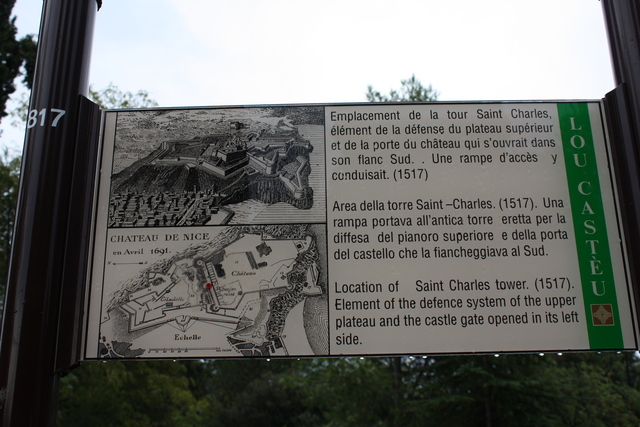 817
Emplacement de la tour Saint Charles,
élément de la défense du plateau supérieur
et de la porte du château qui s'ouvrait dans
son flanc Sud. . Une rampe d'accès y
conduisait. (1517)
Area della torre Saint –Charles. (1517). Una
rampa portava all'antica torre eretta per la
diffesa del pianoro superiore e della porta
del castello che la fiancheggiava al Sud.
Location of Saint Charles tower. (1517).
Element of the defence system of the upper
plateau and the castle gate opened in its left
side.
LOU CASTÈU
CHATEAU DE NICE
en Avril 1691.
Château
Citadelle
Echelle